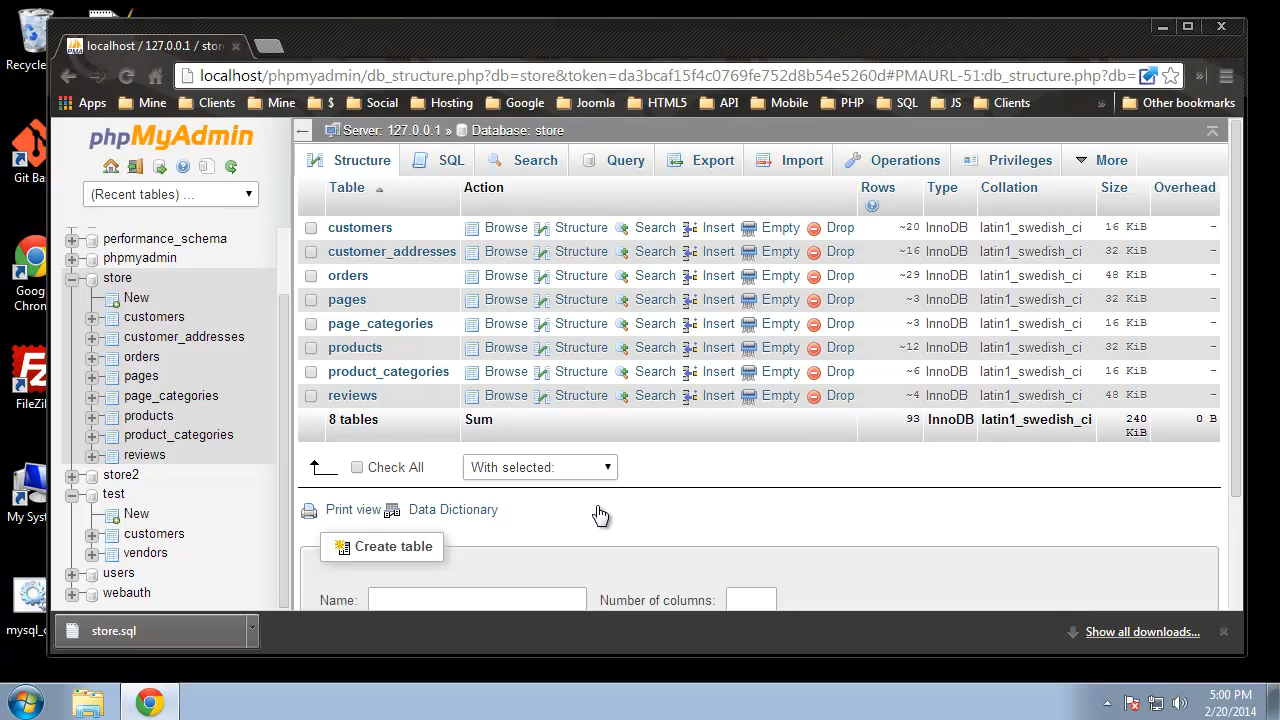 Recycle
Git Ba
Goog
Chrom
FileZi
My Sys
mysql_c
localhost / 127.0.0.1 / stor
localhost/phpmyadmin/db_structure.php?db=store&token=da3bcaf15f4c0769fe752d8b54e5280d#PMAURL=51:db_structure.php?db=
Apps Mine Clients Mine $ Social Hosting Google Joomla HTML5 API Mobile PHP SQL JS Clients » Other bookmarks
phpMyAdmin
(Recent tables) ...
performance_schema
phpmyadmin
store
New
customers
customer_addresses
orders
pages
page_categories
products
product_categories
reviews
store2
test
New
customers
vendors
users
webauth
Server: 127.0.0.1 » Database: store
Structure SQL Search Query Export Import Operations Privileges More
Table Action Rows Type Collation Size Overhead
customers Browse Structure Search Insert Empty Drop ~20 InnoDB latin1_swedish_ci 16 KiB -
customer_addresses Browse Structure Search Insert Empty Drop ~16 InnoDB latin1_swedish_ci 32 KiB -
orders Browse Structure Search Insert Empty Drop ~29 InnoDB latin1_swedish_ci 48 KiB -
pages Browse Structure Search Insert Empty Drop ~3 InnoDB latin1_swedish_ci 32 KiB -
page_categories Browse Structure Search Insert Empty Drop ~3 InnoDB latin1_swedish_ci 16 KiB -
products Browse Structure Search Insert Empty Drop ~12 InnoDB latin1_swedish_ci 32 KiB -
product_categories Browse Structure Search Insert Empty Drop ~6 InnoDB latin1_swedish_ci 16 KiB -
reviews Browse Structure Search Insert Empty Drop ~4 InnoDB latin1_swedish_ci 48 KiB -
8 tables Sum 93 InnoDB latin1_swedish_ci 240 KiB 0 B
Check All With selected:
Print view Data Dictionary
Create table
Name: Number of columns:
store.sql
Show all downloads...
5:00 PM
2/20/2014